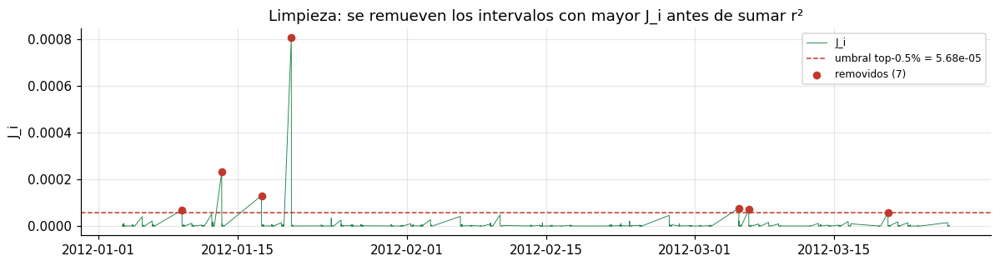 Limpieza: se remueven los intervalos con mayor J_i antes de sumar r²
J_i
umbral top-0.5% = 5.68e-05
removidos (7)
J_i
0.0008
0.0006
0.0004
0.0002
0.0000
2012-01-01
2012-01-15
2012-02-01
2012-02-15
2012-03-01
2012-03-15